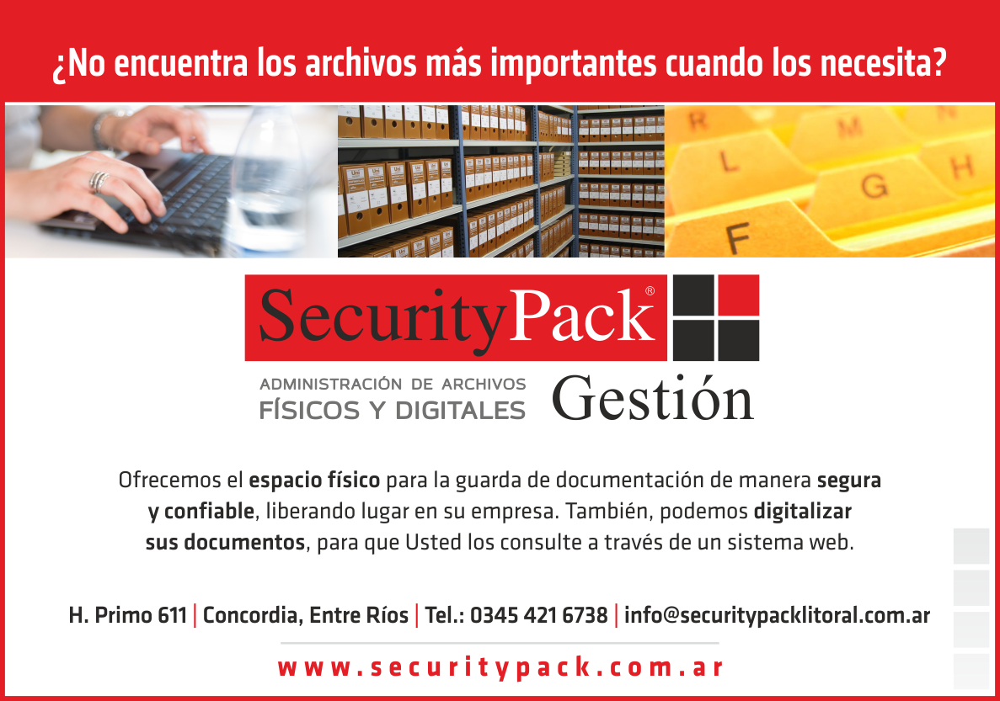 ¿No encuentra los archivos más importantes cuando los necesita?
R M N
L G H
F
SecurityPack®
ADMINISTRACIÓN DE ARCHIVOS
FÍSICOS Y DIGITALES
Gestión
Ofrecemos el espacio físico para la guarda de documentación de manera segura
y confiable, liberando lugar en su empresa. También, podemos digitalizar
sus documentos, para que Usted los consulte a través de un sistema web.
H. Primo 611 | Concordia, Entre Ríos | Tel.: 0345 421 6738 | info@securitypacklitoral.com.ar
www.securitypack.com.ar